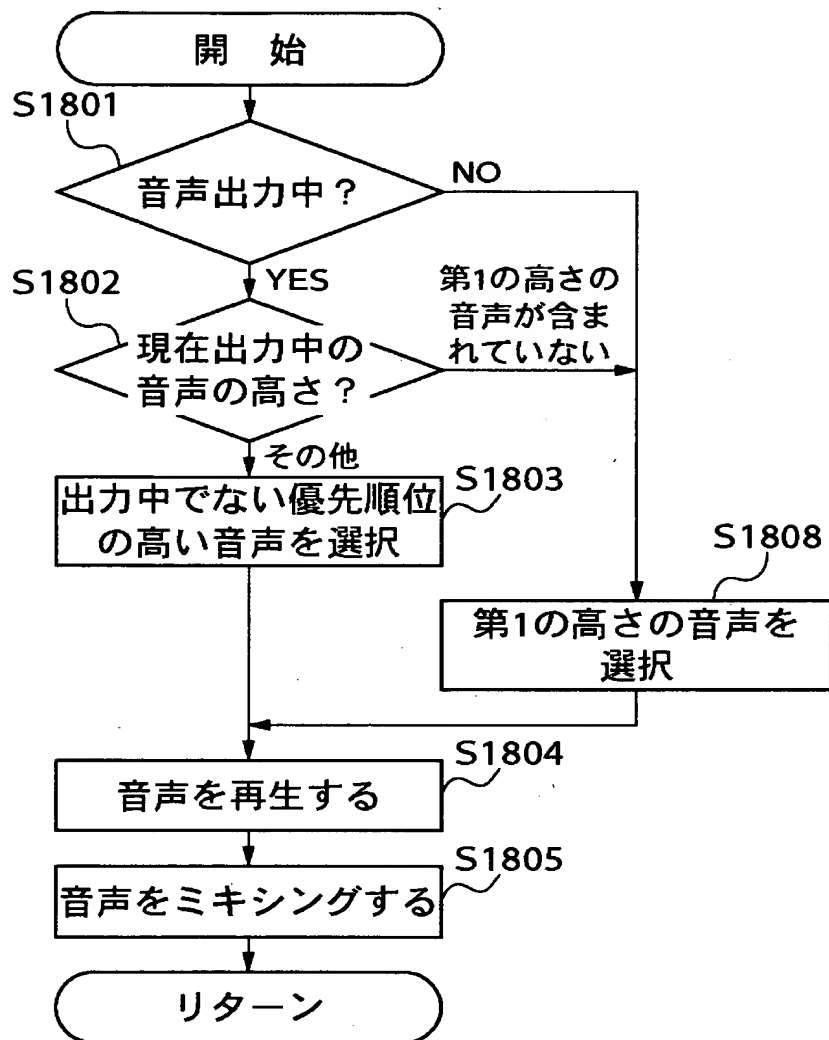 開　始
S1801
音声出力中？
NO
YES
S1802
現在出力中の
音声の高さ？
第1の高さの
音声が含ま
れていない
その他
S1803
出力中でない優先順位
の高い音声を選択
S1808
第1の高さの音声を
選択
S1804
音声を再生する
S1805
音声をミキシングする
リターン